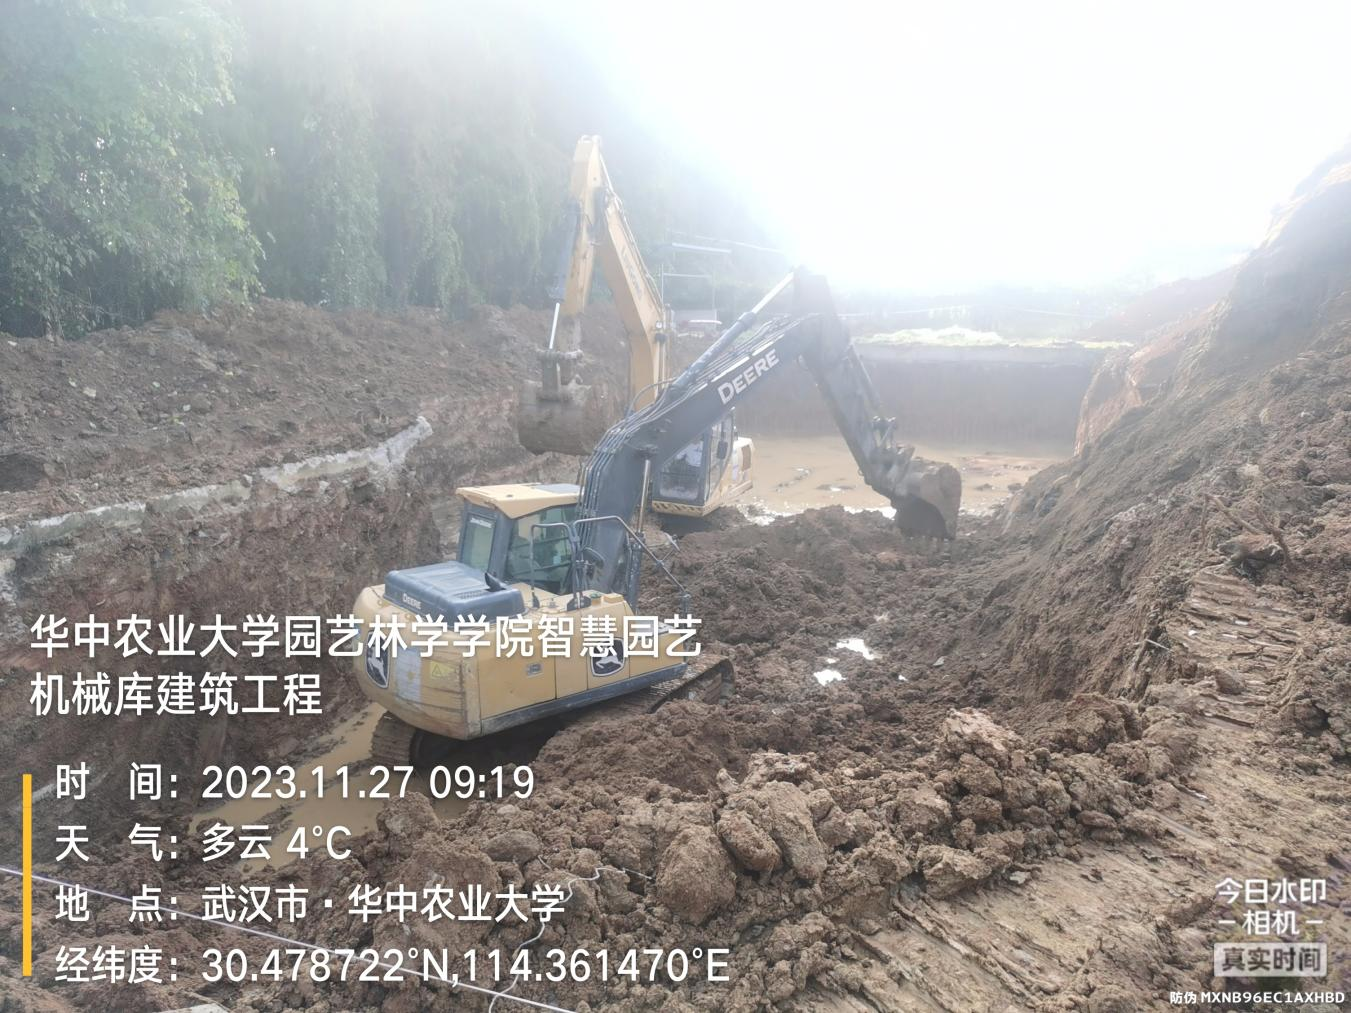 DEERE
DEERE
华中农业大学园艺林学学院智慧园艺
机械库建筑工程
时 间：2023.11.27 09:19
天 气：多云 4°C
地 点：武汉市·华中农业大学
经纬度：30.478722°N,114.361470°E
今日水印
相机
真实时间
防伪 MXNB96EC1AXHBD